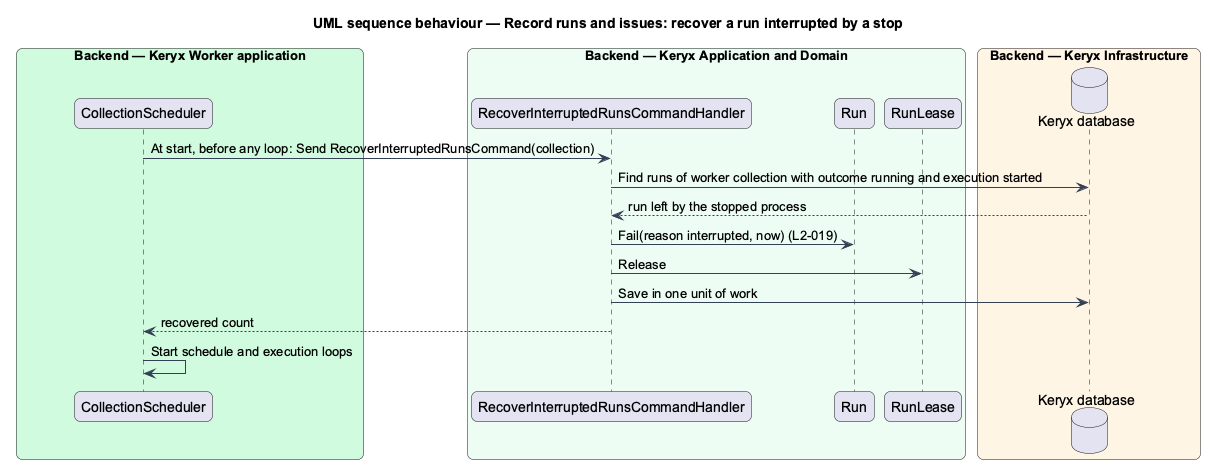 UML sequence behaviour — Record runs and issues: recover a run interrupted by a stop
Backend — Keryx Worker application
Backend — Keryx Application and Domain
Backend — Keryx Infrastructure
CollectionScheduler
RecoverInterruptedRunsCommandHandler
Run
RunLease
Keryx database
At start, before any loop: Send RecoverInterruptedRunsCommand(collection)
Find runs of worker collection with outcome running and execution started
run left by the stopped process
Fail(reason interrupted, now) (L2-019)
Release
Save in one unit of work
recovered count
Start schedule and execution loops
CollectionScheduler
RecoverInterruptedRunsCommandHandler
Run
RunLease
Keryx database